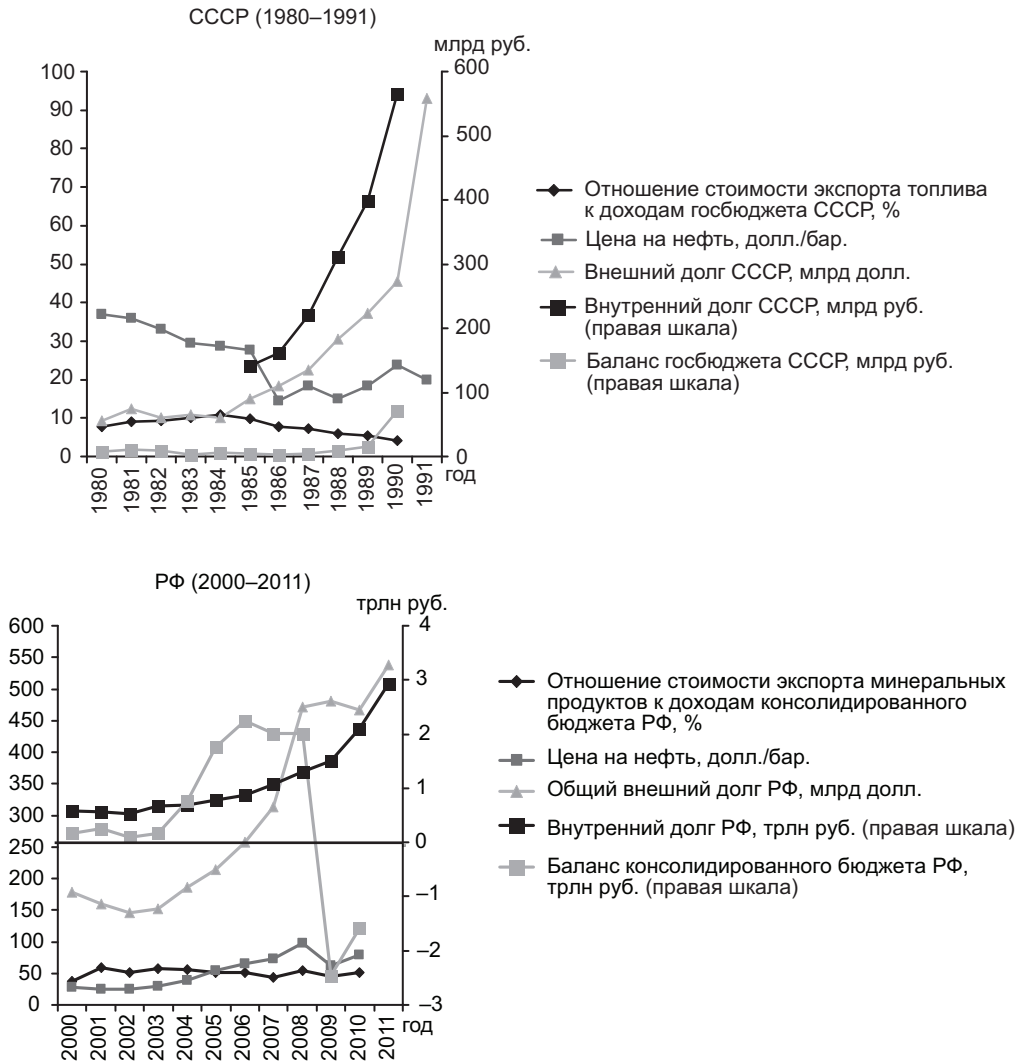 СССР (1980–1991)
млрд руб.
100
90
80
70
60
50
40
30
20
10
0
600
500
400
300
200
100
0
год
1980
1981
1982
1983
1984
1985
1986
1987
1988
1989
1990
1991
Отношение стоимости экспорта топлива
к доходам госбюджета СССР, %
Цена на нефть, долл./бар.
Внешний долг СССР, млрд долл.
Внутренний долг СССР, млрд руб.
(правая шкала)
Баланс госбюджета СССР, млрд руб.
(правая шкала)
РФ (2000–2011)
трлн руб.
600
550
500
450
400
350
300
250
200
150
100
50
0
4
3
2
1
0
–1
–2
–3
год
2000
2001
2002
2003
2004
2005
2006
2007
2008
2009
2010
2011
Отношение стоимости экспорта минеральных
продуктов к доходам консолидированного
бюджета РФ, %
Цена на нефть, долл./бар.
Общий внешний долг РФ, млрд долл.
Внутренний долг РФ, трлн руб. (правая шкала)
Баланс консолидированного бюджета РФ,
трлн руб. (правая шкала)